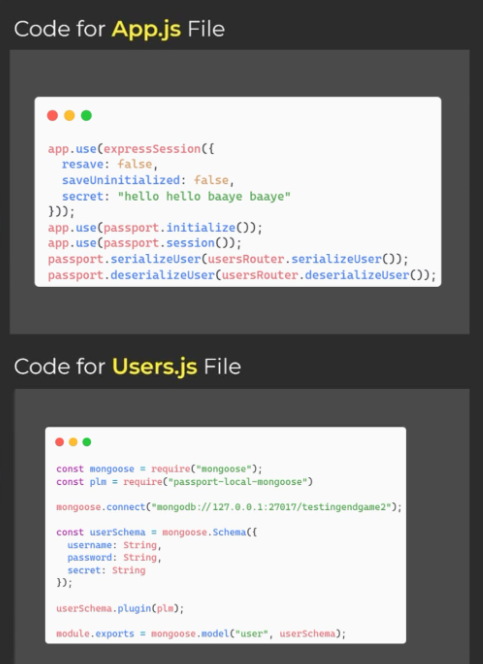 Code for App.js File
app.use(expressSession({
resave: false,
saveUninitialized: false,
secret: "hello hello baaye baaye"
}));
app.use(passport.initialize());
app.use(passport.session());
passport.serializeUser(usersRouter.serializeUser());
passport.deserializeUser(usersRouter.deserializeUser());
Code for Users.js File
const mongoose = require("mongoose");
const plm = require("passport-local-mongoose")
mongoose.connect("mongodb://127.0.0.1:27017/testingendgame2");
const userSchema = mongoose.Schema({
username: String,
password: String,
secret: String
});
userSchema.plugin(plm);
module.exports = mongoose.model("user", userSchema);